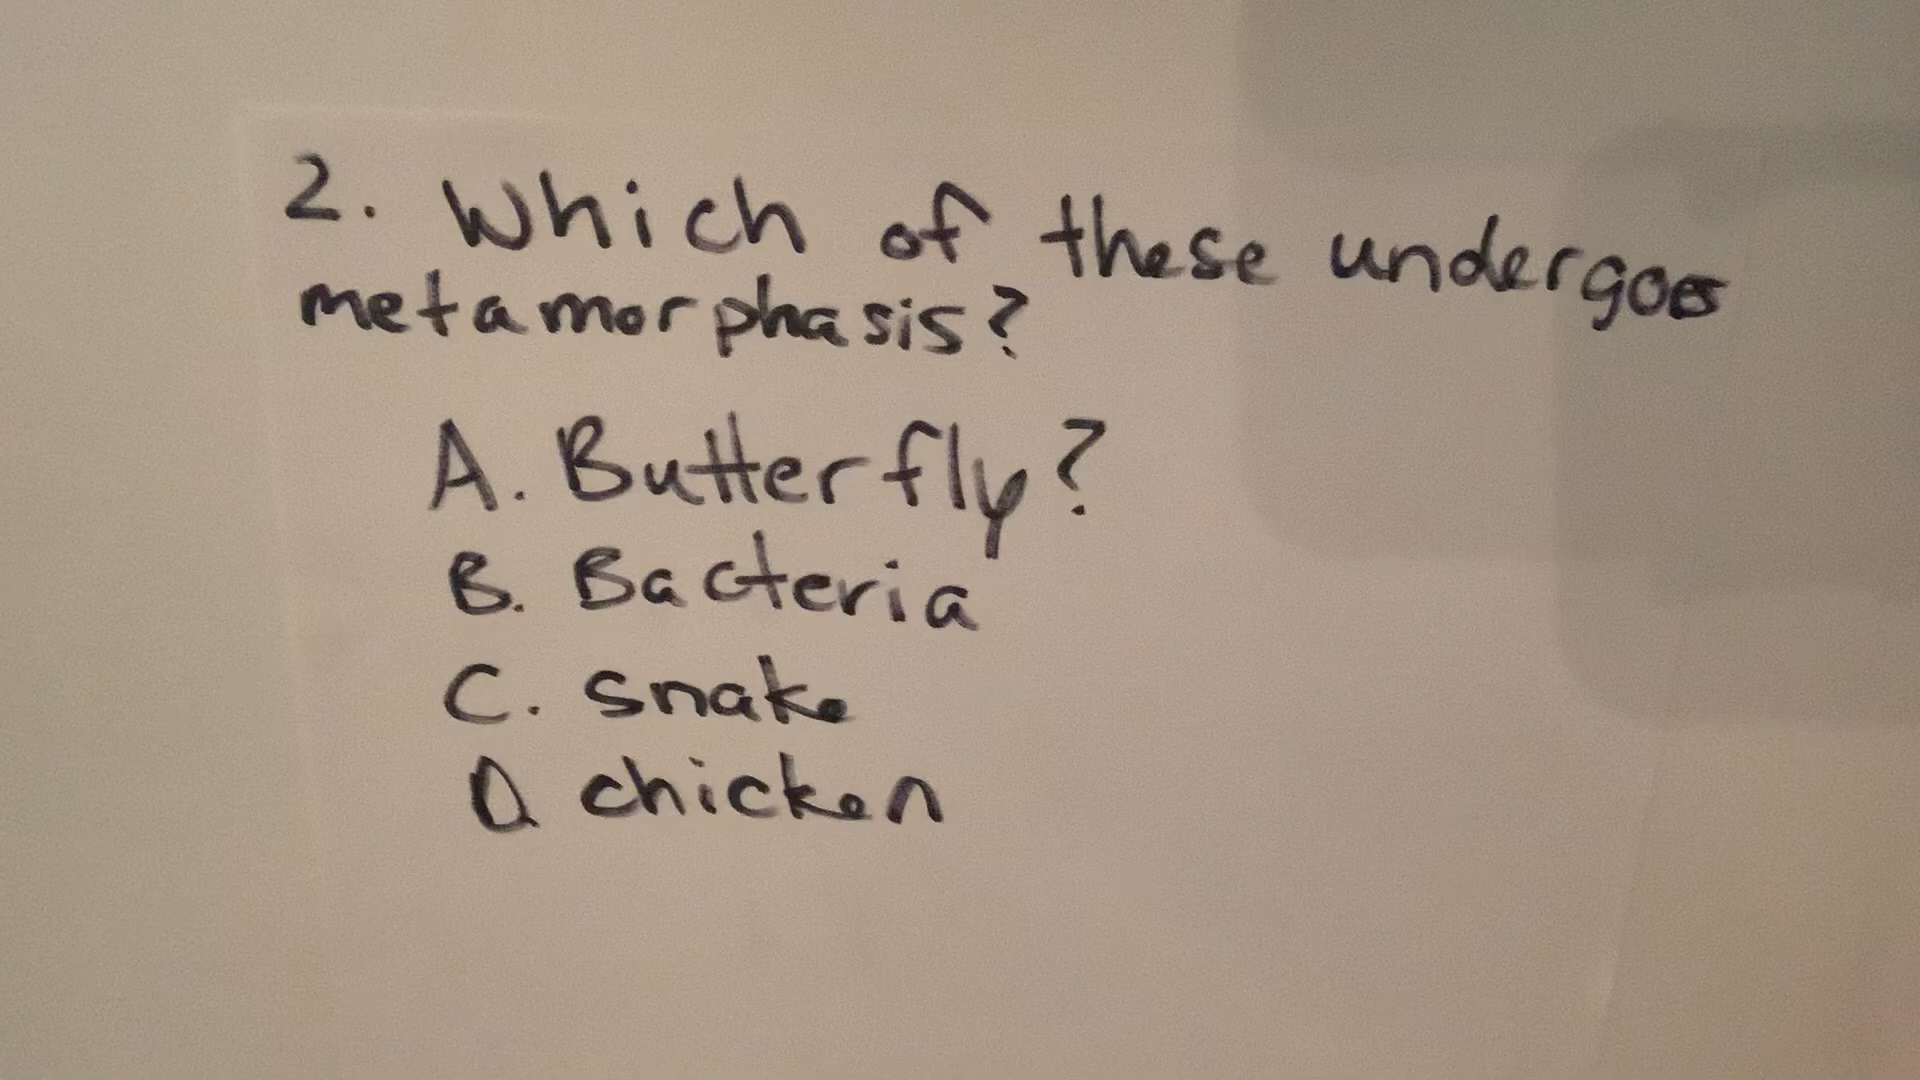 2. Which of these undergoes
metamorphasis?
A. Butterfly?
B. Bacteria
C. snake
D chicken